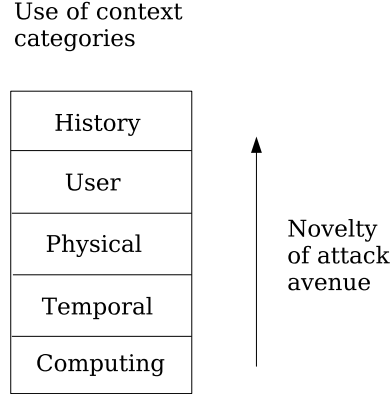 Use of context
categories
History
User
Physical
Temporal
Computing
Novelty
of attack
avenue